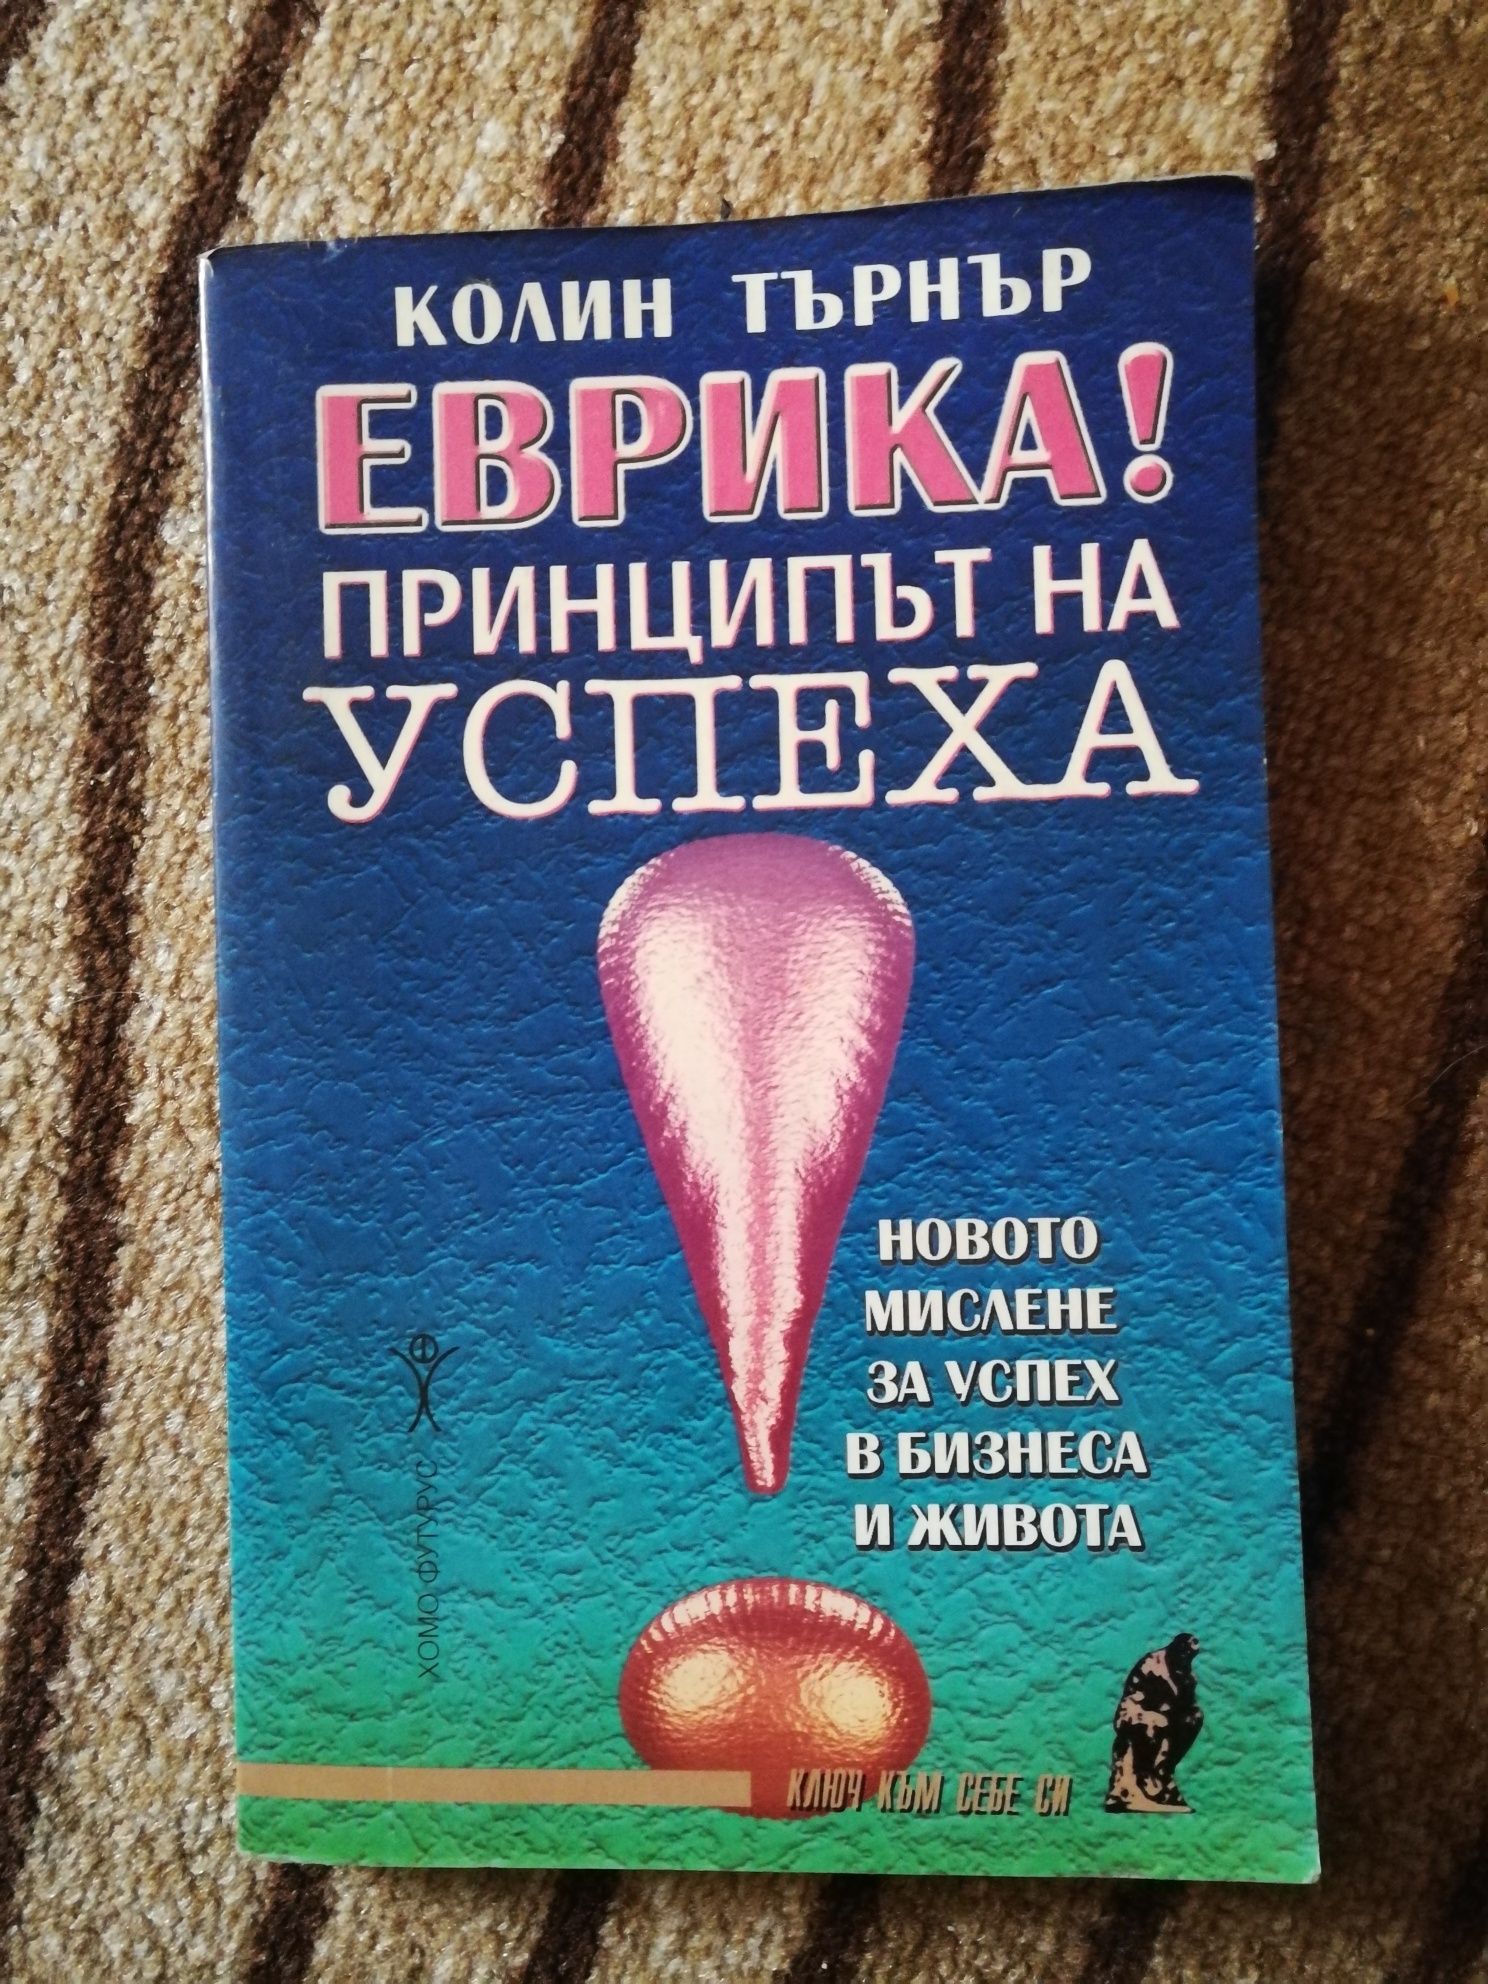 КОЛИН ТЪРНЪР
ЕВРИКА!
ПРИНЦИПЪТ НА
УСПЕХА
НОВОТО
МИСЛЕНЕ
ЗА УСПЕХ
В БИЗНЕСА
И ЖИВОТА
ХОМО ФУТУРУС
КЛЮЧ КЪМ СЕБЕ СИ